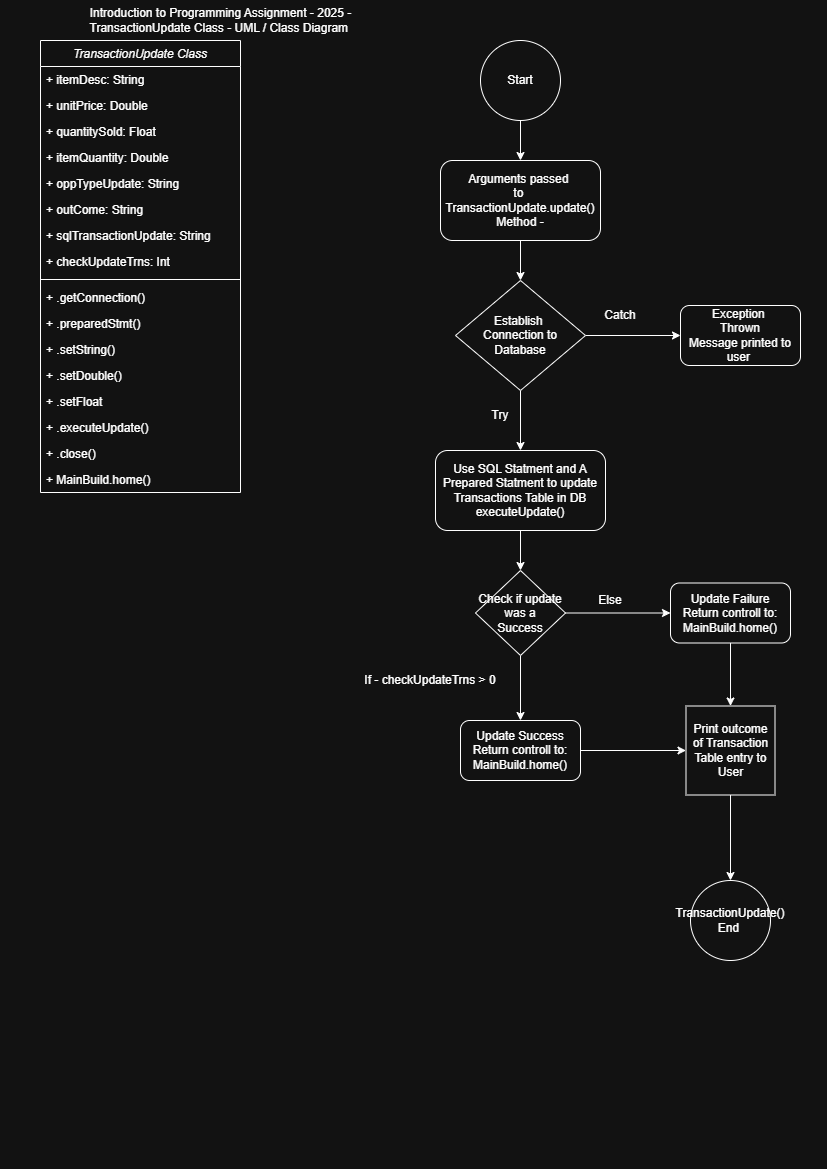 Introduction to Programming Assignment - 2025 -
TransactionUpdate Class - UML / Class Diagram
TransactionUpdate Class
+ itemDesc: String
+ unitPrice: Double
+ quantitySold: Float
+ itemQuantity: Double
+ oppTypeUpdate: String
+ outCome: String
+ sqlTransactionUpdate: String
+ checkUpdateTrns: Int
+ .getConnection()
+ .preparedStmt()
+ .setString()
+ .setDouble()
+ .setFloat
+ .executeUpdate()
+ .close()
+ MainBuild.home()
Start
Arguments passed
to
TransactionUpdate.update()
Method -
Establish
Connection to
Database
Catch
Exception
Thrown
Message printed to
user
Try
Use SQL Statment and A
Prepared Statment to update
Transactions Table in DB
executeUpdate()
Check if update
was a
Success
Else
Update Failure
Return controll to:
MainBuild.home()
If - checkUpdateTrns > 0
Update Success
Return controll to:
MainBuild.home()
Print outcome
of Transaction
Table entry to
User
TransactionUpdate()
End